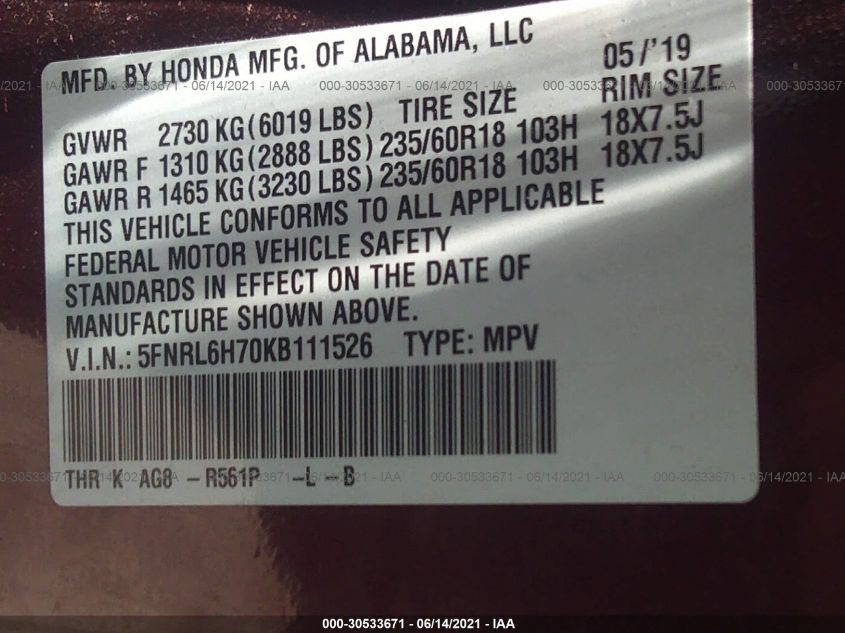 MFD. BY HONDA MFG. OF ALABAMA, LLC 05/'19
GVWR 2730 KG (6019 LBS) TIRE SIZE RIM SIZE
GAWR F 1310 KG (2888 LBS) 235/60R18 103H 18X7.5J
GAWR R 1465 KG (3230 LBS) 235/60R18 103H 18X7.5J
THIS VEHICLE CONFORMS TO ALL APPLICABLE
FEDERAL MOTOR VEHICLE SAFETY
STANDARDS IN EFFECT ON THE DATE OF
MANUFACTURE SHOWN ABOVE.
V.I.N.: 5FNRL6H70KB111526 TYPE: MPV
THR K AG8 – R561P –L –B
000-30533671 - 06/14/2021 - IAA